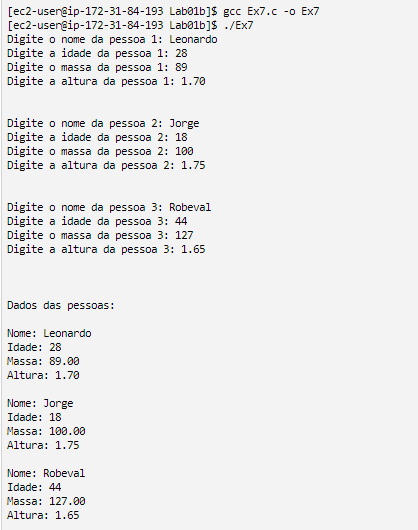 [ec2-user@ip-172-31-84-193 Lab01b]$ gcc Ex7.c -o Ex7
[ec2-user@ip-172-31-84-193 Lab01b]$ ./Ex7
Digite o nome da pessoa 1: Leonardo
Digite a idade da pessoa 1: 28
Digite o massa da pessoa 1: 89
Digite a altura da pessoa 1: 1.70
Digite o nome da pessoa 2: Jorge
Digite a idade da pessoa 2: 18
Digite o massa da pessoa 2: 100
Digite a altura da pessoa 2: 1.75
Digite o nome da pessoa 3: Robeval
Digite a idade da pessoa 3: 44
Digite o massa da pessoa 3: 127
Digite a altura da pessoa 3: 1.65
Dados das pessoas:
Nome: Leonardo
Idade: 28
Massa: 89.00
Altura: 1.70
Nome: Jorge
Idade: 18
Massa: 100.00
Altura: 1.75
Nome: Robeval
Idade: 44
Massa: 127.00
Altura: 1.65